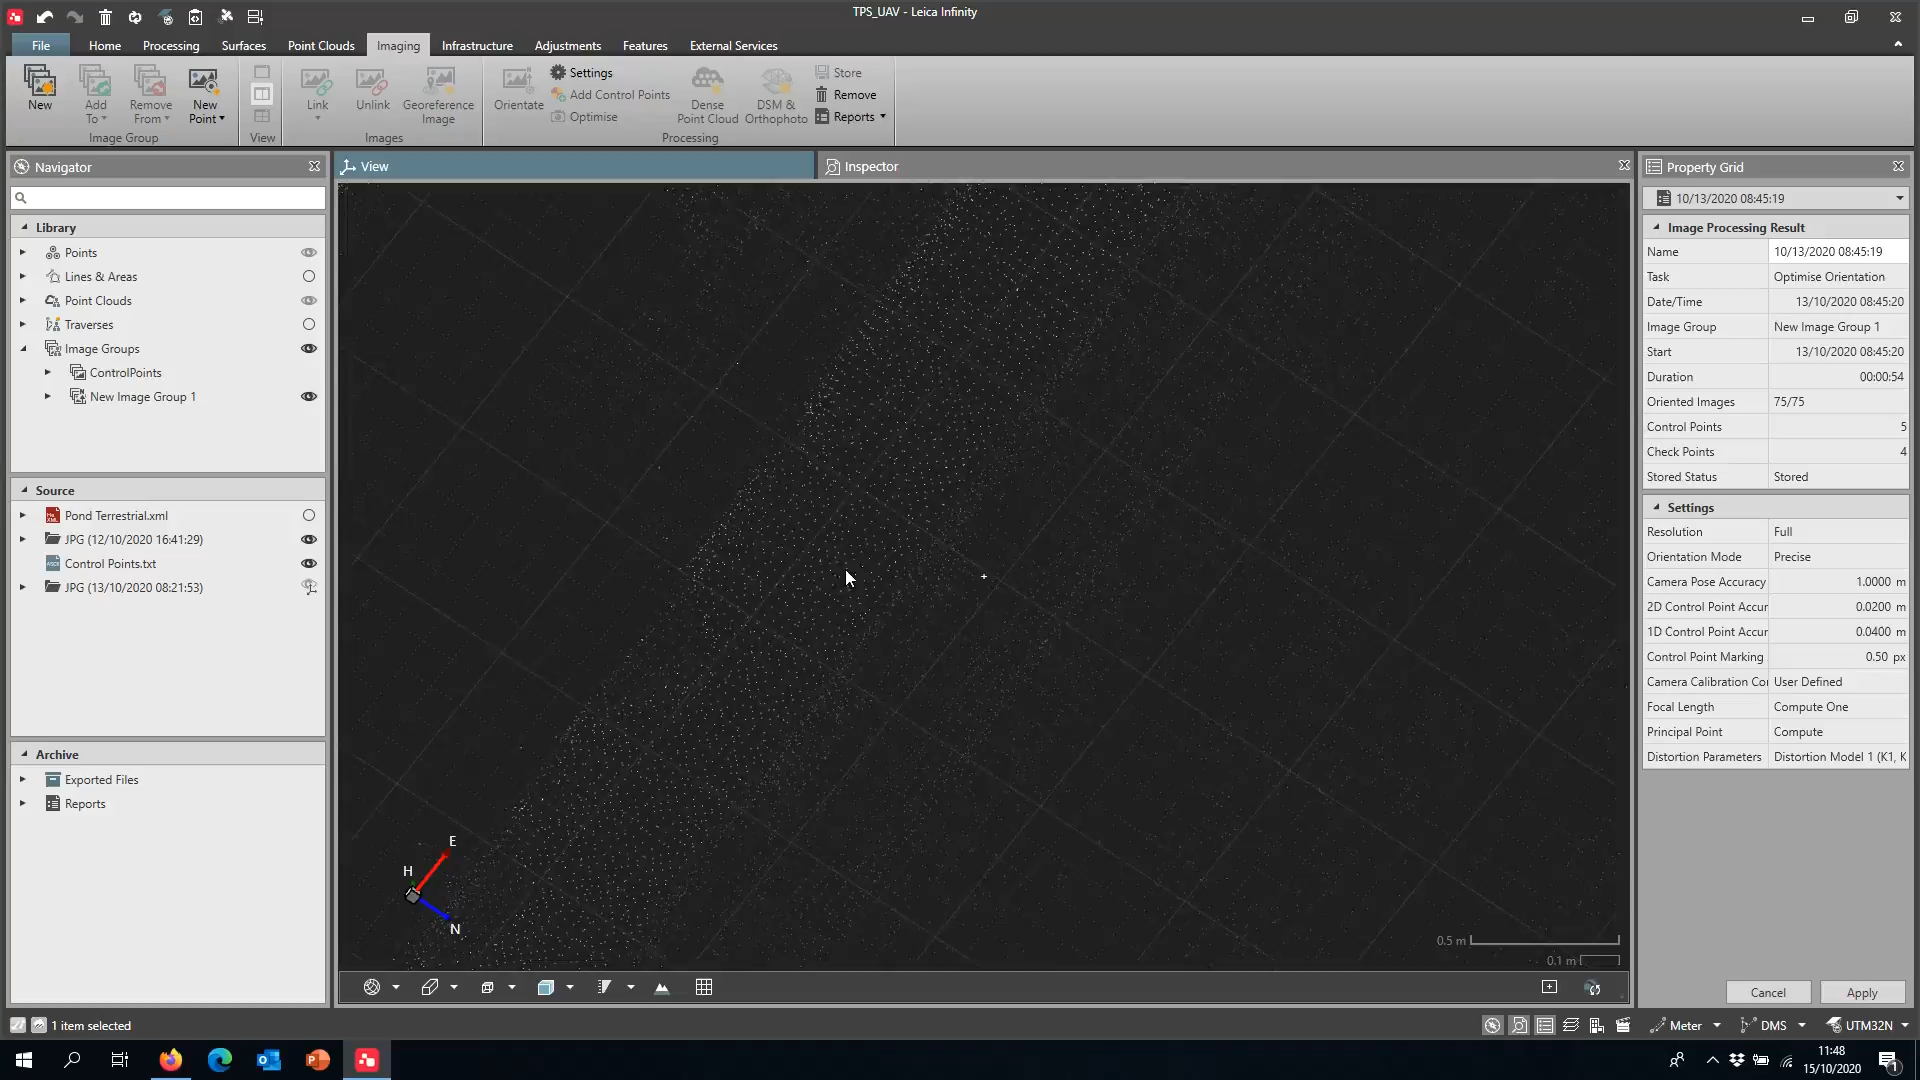 TPS_UAV - Leica Infinity
File Home Processing Surfaces Point Clouds Imaging Infrastructure Adjustments Features External Services
New
Add To
Remove From
New Point
Link
Unlink
Georeference Image
Orientate
Settings
Add Control Points
Optimise
Dense Point Cloud
DSM & Orthophoto
Store
Remove
Reports
Image Group View Images Processing
Navigator
Library
Points
Lines & Areas
Point Clouds
Traverses
Image Groups
ControlPoints
New Image Group 1
Source
Pond Terrestrial.xml
JPG (12/10/2020 16:41:29)
Control Points.txt
JPG (13/10/2020 08:21:53)
Archive
Exported Files
Reports
View
Inspector
E
H
N
0.5 m
0.1 m
Property Grid
10/13/2020 08:45:19
Image Processing Result
Name 10/13/2020 08:45:19
Task Optimise Orientation
Date/Time 13/10/2020 08:45:20
Image Group New Image Group 1
Start 13/10/2020 08:45:20
Duration 00:00:54
Oriented Images 75/75
Control Points 5
Check Points 4
Stored Status Stored
Settings
Resolution Full
Orientation Mode Precise
Camera Pose Accuracy 1.0000 m
2D Control Point Accur 0.0200 m
1D Control Point Accur 0.0400 m
Control Point Marking 0.50 px
Camera Calibration Cor User Defined
Focal Length Compute One
Principal Point Compute
Distortion Parameters Distortion Model 1 (K1, K
Cancel Apply
1 item selected
Meter DMS UTM32N
11:48
15/10/2020
1